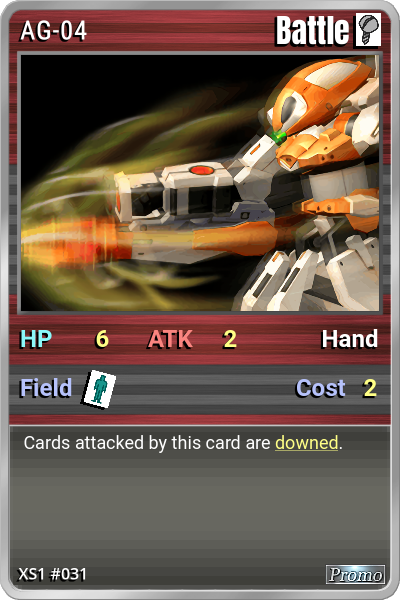 AG-04 Battle
HP 6 ATK 2 Hand
Field Cost 2
Cards attacked by this card are downed.
XS1 #031 Promo